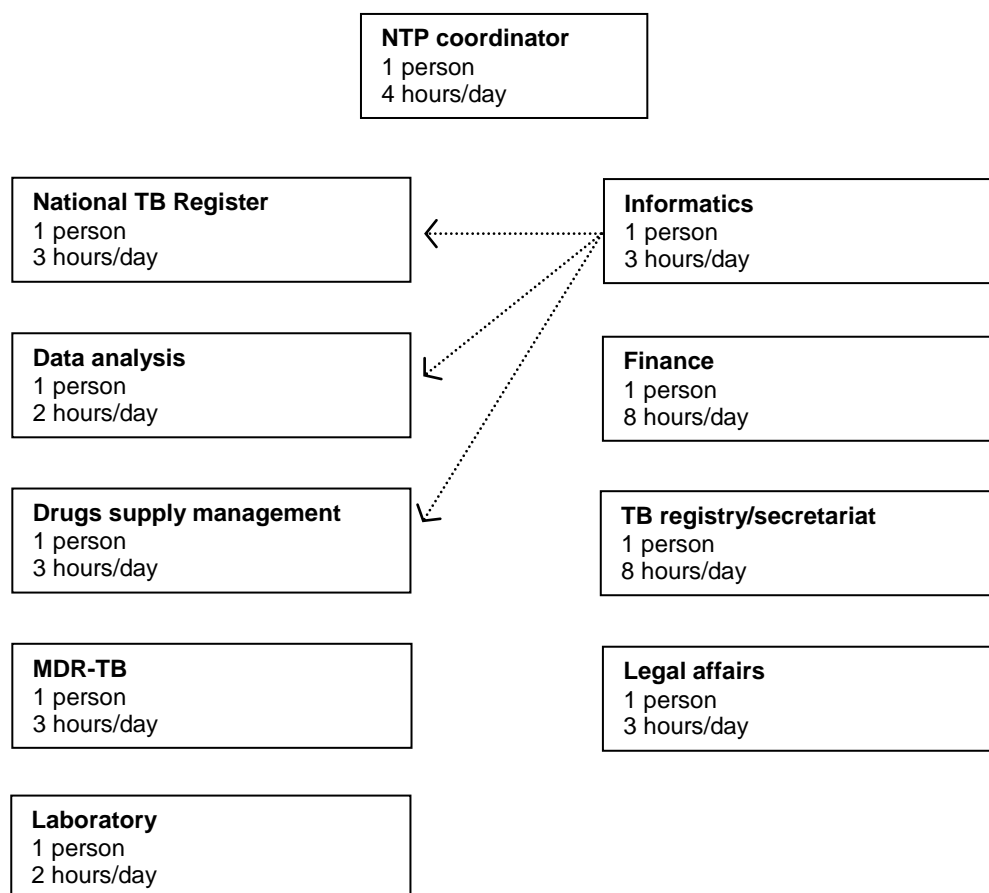 NTP coordinator
1 person
4 hours/day
National TB Register
1 person
3 hours/day
Informatics
1 person
3 hours/day
Data analysis
1 person
2 hours/day
Finance
1 person
8 hours/day
Drugs supply management
1 person
3 hours/day
TB registry/secretariat
1 person
8 hours/day
MDR-TB
1 person
3 hours/day
Legal affairs
1 person
3 hours/day
Laboratory
1 person
2 hours/day